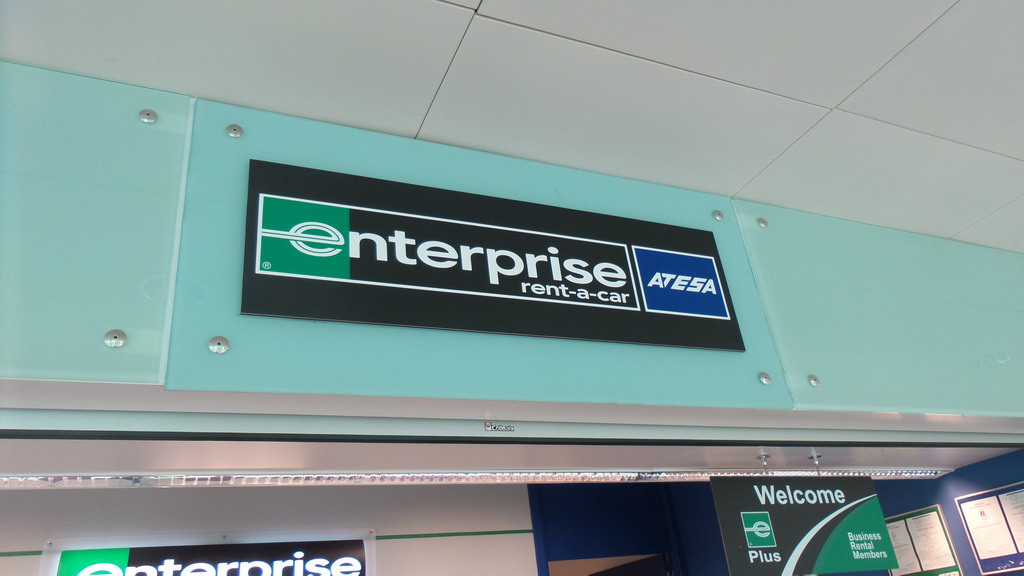 enterprise
rent-a-car
®
ATESA
Welcome
e
Plus
Business
Rental
Members
enterprise